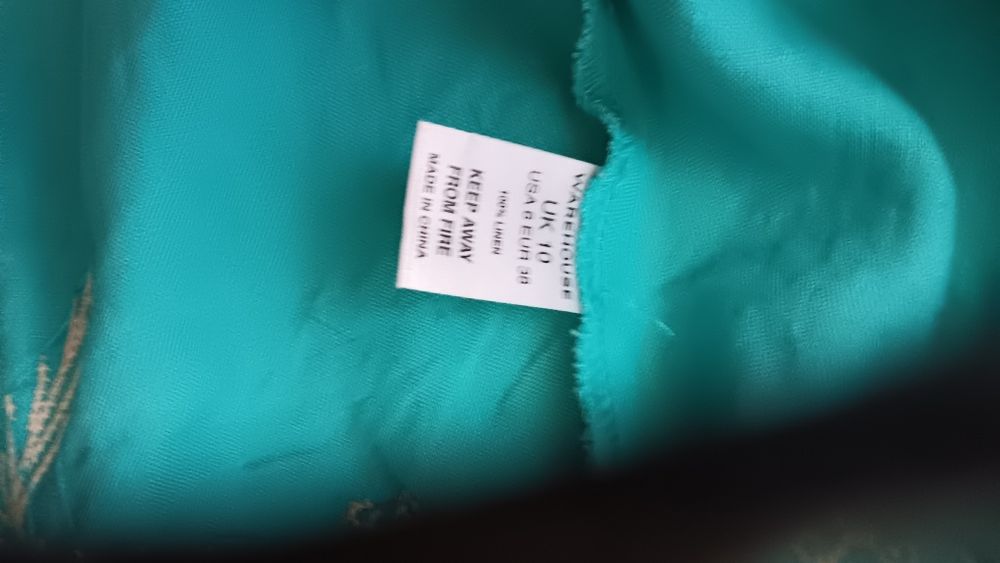 WAREHOUSE
UK 10
USA 6 EUR 38
100% LINEN
KEEP AWAY
FROM FIRE
MADE IN CHINA